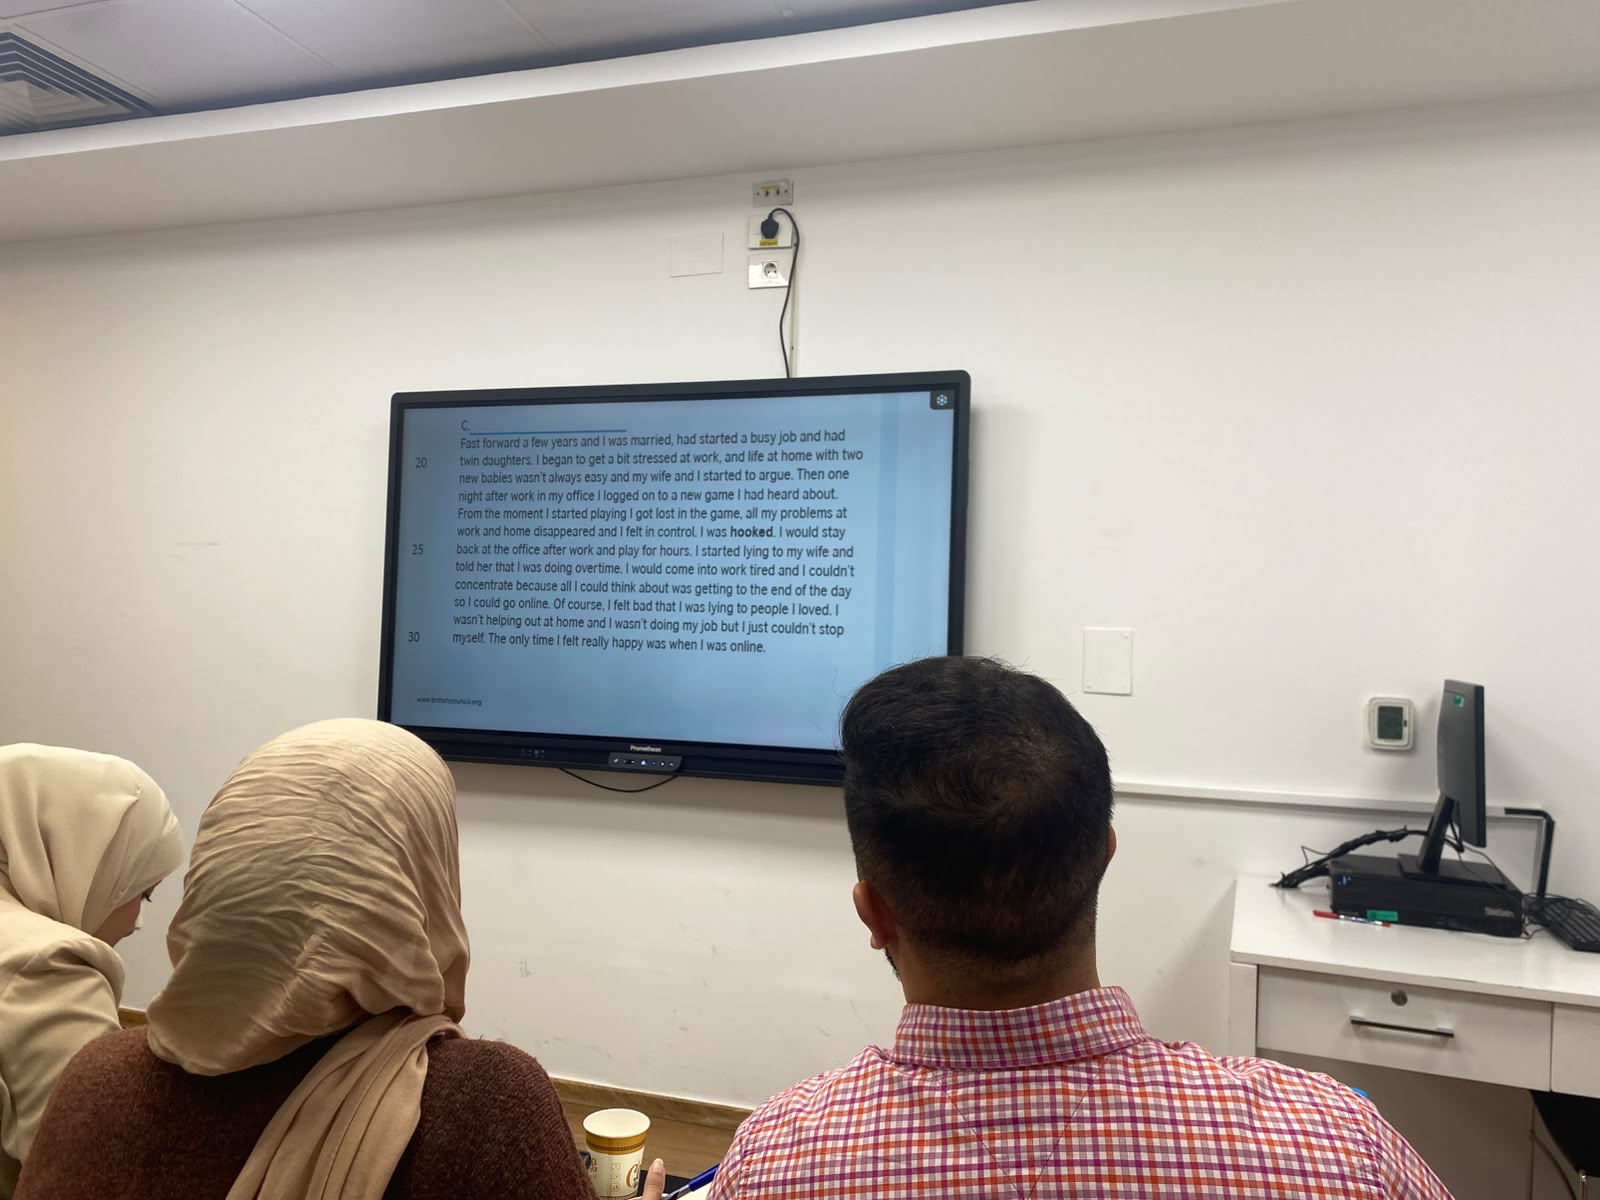 C.
Fast forward a few years and I was married, had started a busy job and had
20 twin daughters. I began to get a bit stressed at work, and life at home with two
new babies wasn't always easy and my wife and I started to argue. Then one
night after work in my office I logged on to a new game I had heard about.
From the moment I started playing I got lost in the game, all my problems at
work and home disappeared and I felt in control. I was hooked. I would stay
25 back at the office after work and play for hours. I started lying to my wife and
told her that I was doing overtime. I would come into work tired and I couldn't
concentrate because all I could think about was getting to the end of the day
so I could go online. Of course, I felt bad that I was lying to people I loved. I
wasn't helping out at home and I wasn't doing my job but I just couldn't stop
30 myself. The only time I felt really happy was when I was online.
www.britishcouncil.org
Promethean